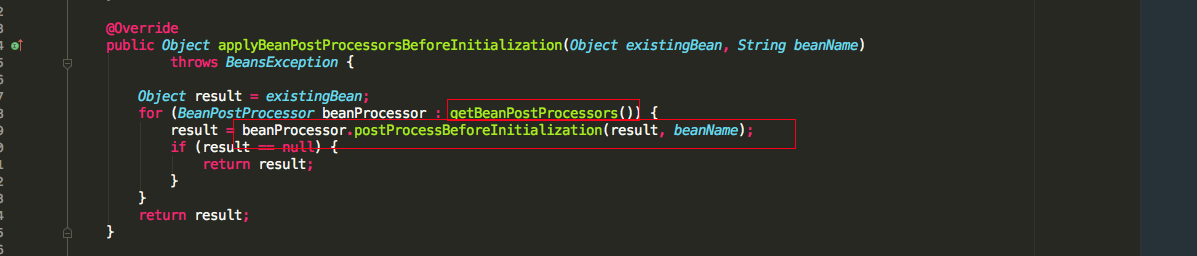 @Override
public Object applyBeanPostProcessorsBeforeInitialization(Object existingBean, String beanName)
throws BeansException {
Object result = existingBean;
for (BeanPostProcessor beanProcessor : getBeanPostProcessors()) {
result = beanProcessor.postProcessBeforeInitialization(result, beanName);
if (result == null) {
return result;
}
}
return result;
}